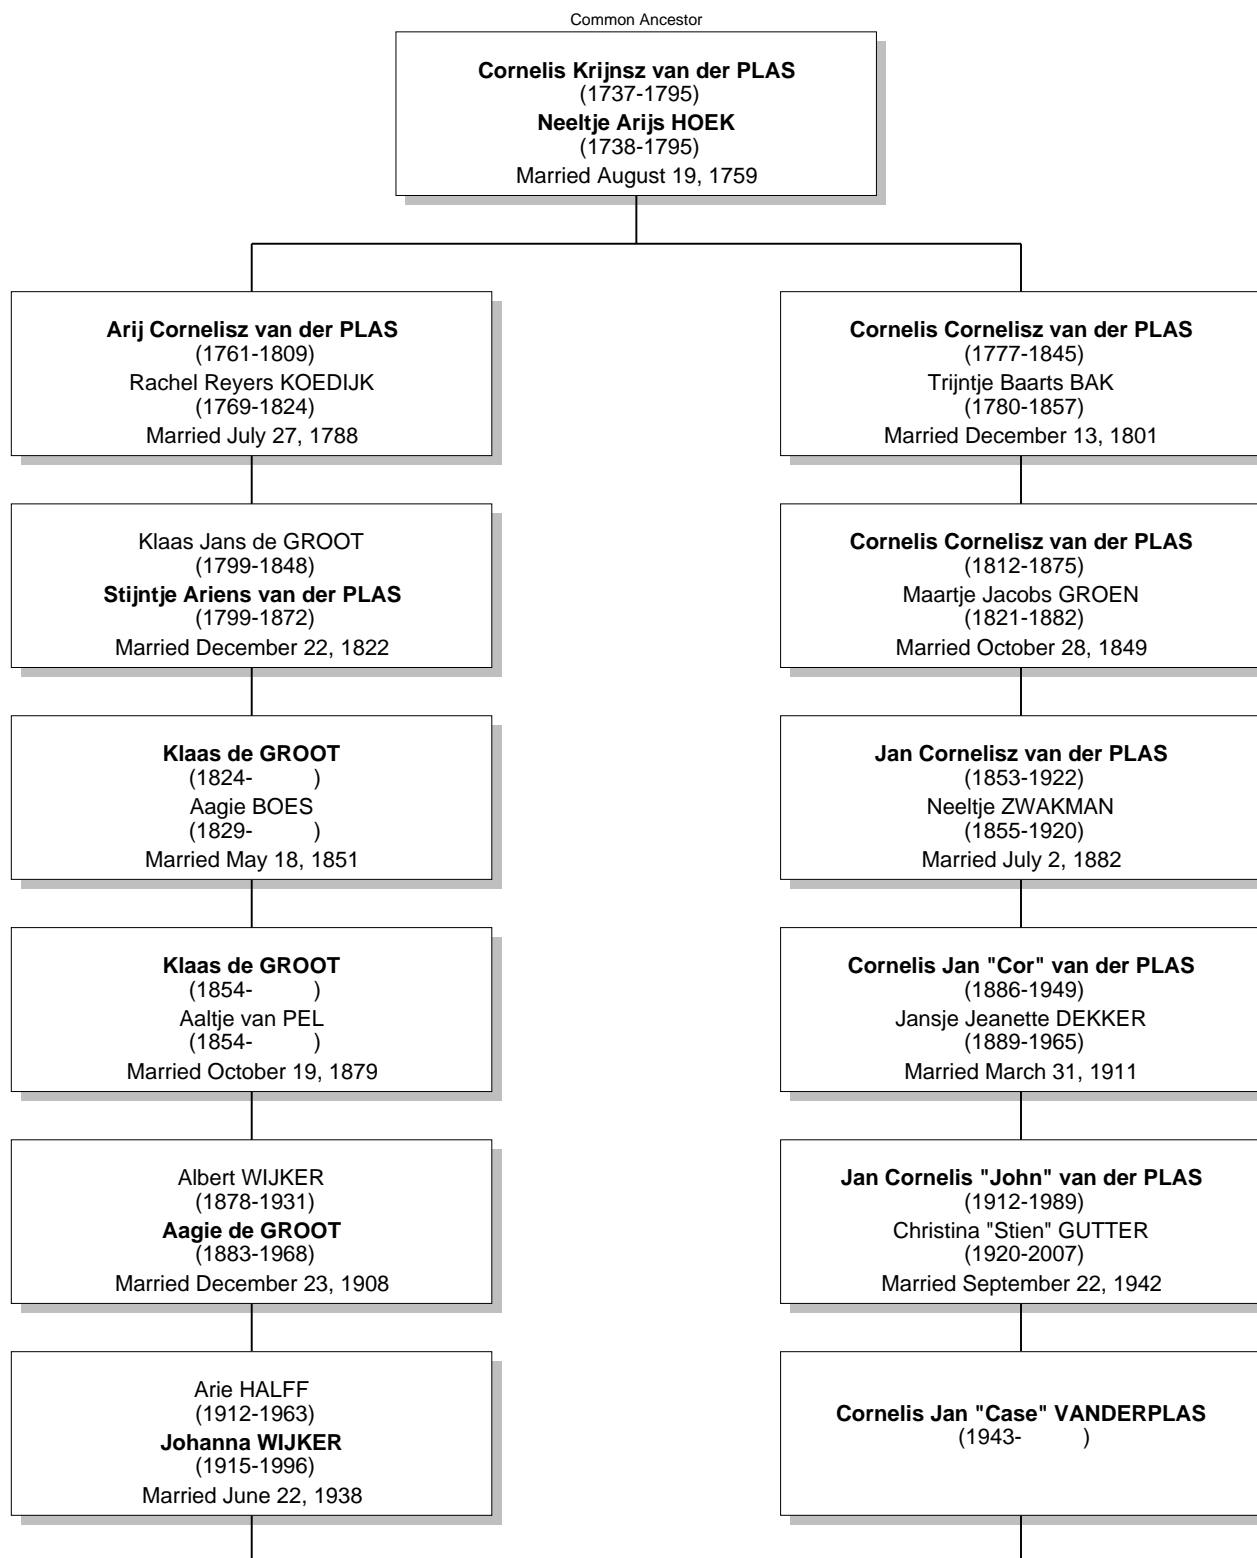 Common Ancestor
Cornelis Krijnsz van der PLAS
(1737-1795)
Neeltje Arijs HOEK
(1738-1795)
Married August 19, 1759
Arij Cornelisz van der PLAS
(1761-1809)
Rachel Reyers KOEDIJK
(1769-1824)
Married July 27, 1788
Cornelis Cornelisz van der PLAS
(1777-1845)
Trijntje Baarts BAK
(1780-1857)
Married December 13, 1801
Klaas Jans de GROOT
(1799-1848)
Stijntje Ariens van der PLAS
(1799-1872)
Married December 22, 1822
Cornelis Cornelisz van der PLAS
(1812-1875)
Maartje Jacobs GROEN
(1821-1882)
Married October 28, 1849
Klaas de GROOT
(1824- )
Aagie BOES
(1829- )
Married May 18, 1851
Jan Cornelisz van der PLAS
(1853-1922)
Neeltje ZWAKMAN
(1855-1920)
Married July 2, 1882
Klaas de GROOT
(1854- )
Aaltje van PEL
(1854- )
Married October 19, 1879
Cornelis Jan "Cor" van der PLAS
(1886-1949)
Jansje Jeanette DEKKER
(1889-1965)
Married March 31, 1911
Albert WIJKER
(1878-1931)
Aagie de GROOT
(1883-1968)
Married December 23, 1908
Jan Cornelis "John" van der PLAS
(1912-1989)
Christina "Stien" GUTTER
(1920-2007)
Married September 22, 1942
Arie HALFF
(1912-1963)
Johanna WIJKER
(1915-1996)
Married June 22, 1938
Cornelis Jan "Case" VANDERPLAS
(1943- )